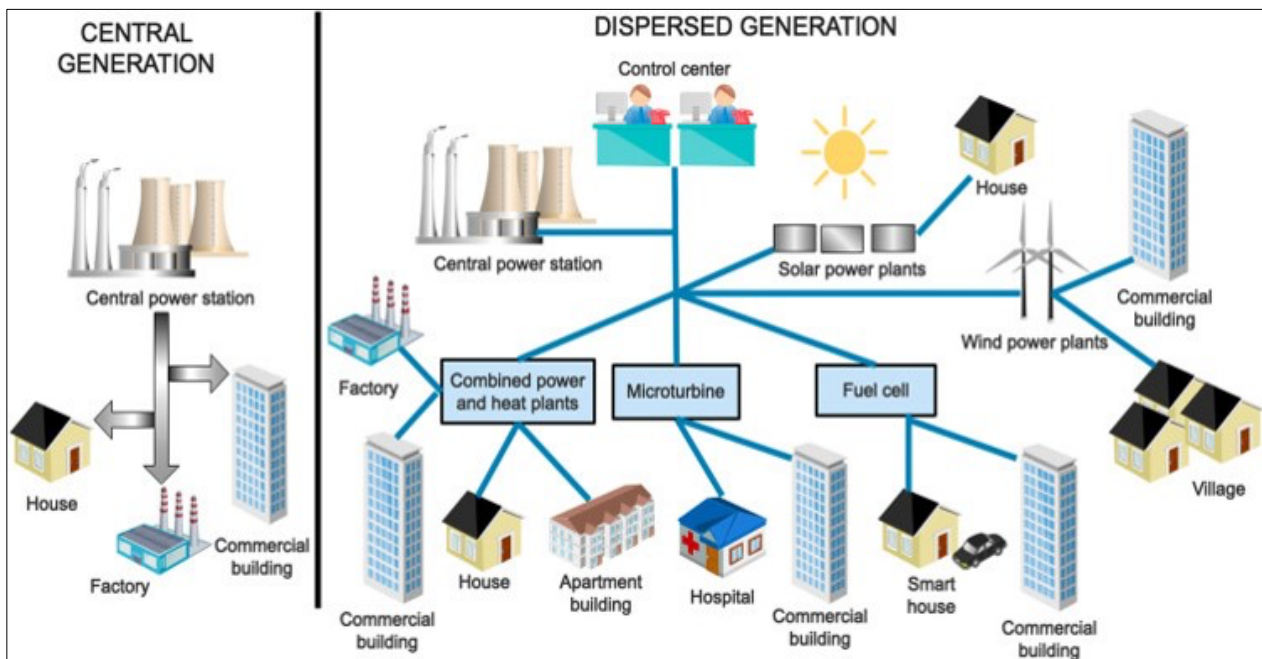 CENTRAL
GENERATION
Central power station
House
Commercial
building
Factory
DISPERSED GENERATION
Control center
Central power station
Solar power plants
House
Wind power plants
Commercial
building
Village
Factory
Combined power
and heat plants
Microturbine
Fuel cell
Commercial
building
House
Apartment
building
Hospital
Commercial
building
Smart
house
Commercial
building